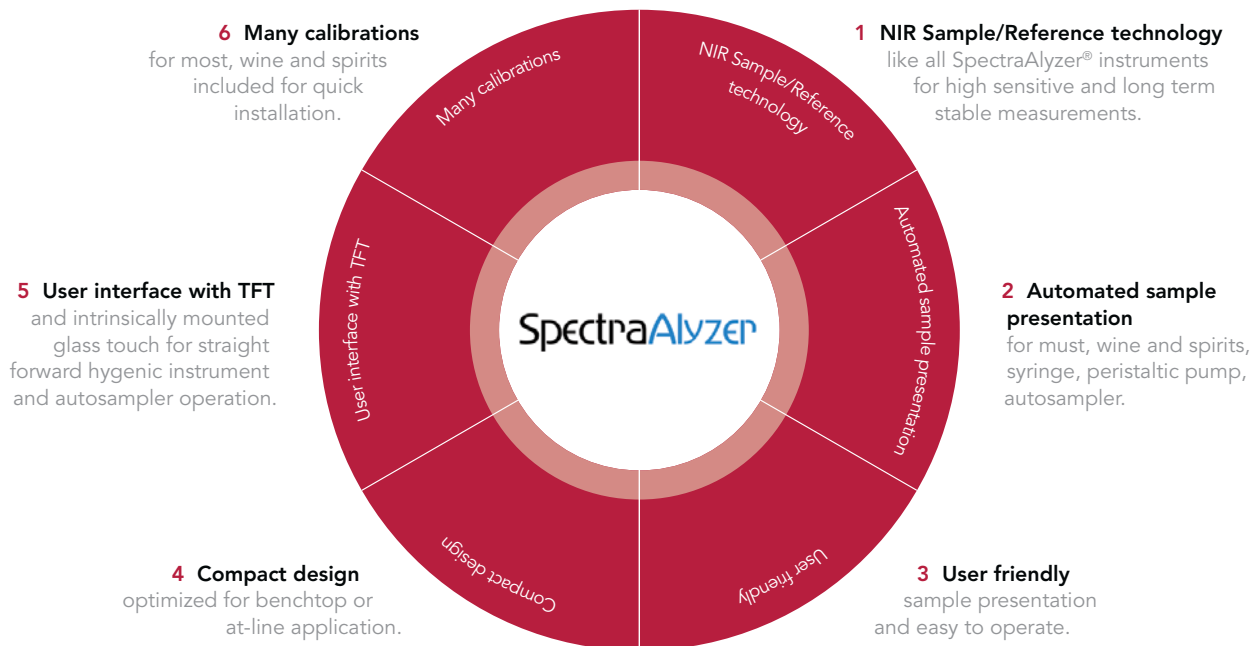 6 Many calibrations
for most, wine and spirits
included for quick
installation.
1 NIR Sample/Reference technology
like all SpectraAlyzer® instruments
for high sensitive and long term
stable measurements.
Many calibrations
NIR Sample/Reference
technology
5 User interface with TFT
and intrinsically mounted
glass touch for straight
forward hygenic instrument
and autosampler operation.
User interface with TFT
SpectraAlyzer
Automated sample presentation
2 Automated sample
presentation
for must, wine and spirits,
syringe, peristaltic pump,
autosampler.
Compact design
User friendly
4 Compact design
optimized for benchtop or
at-line application.
3 User friendly
sample presentation
and easy to operate.